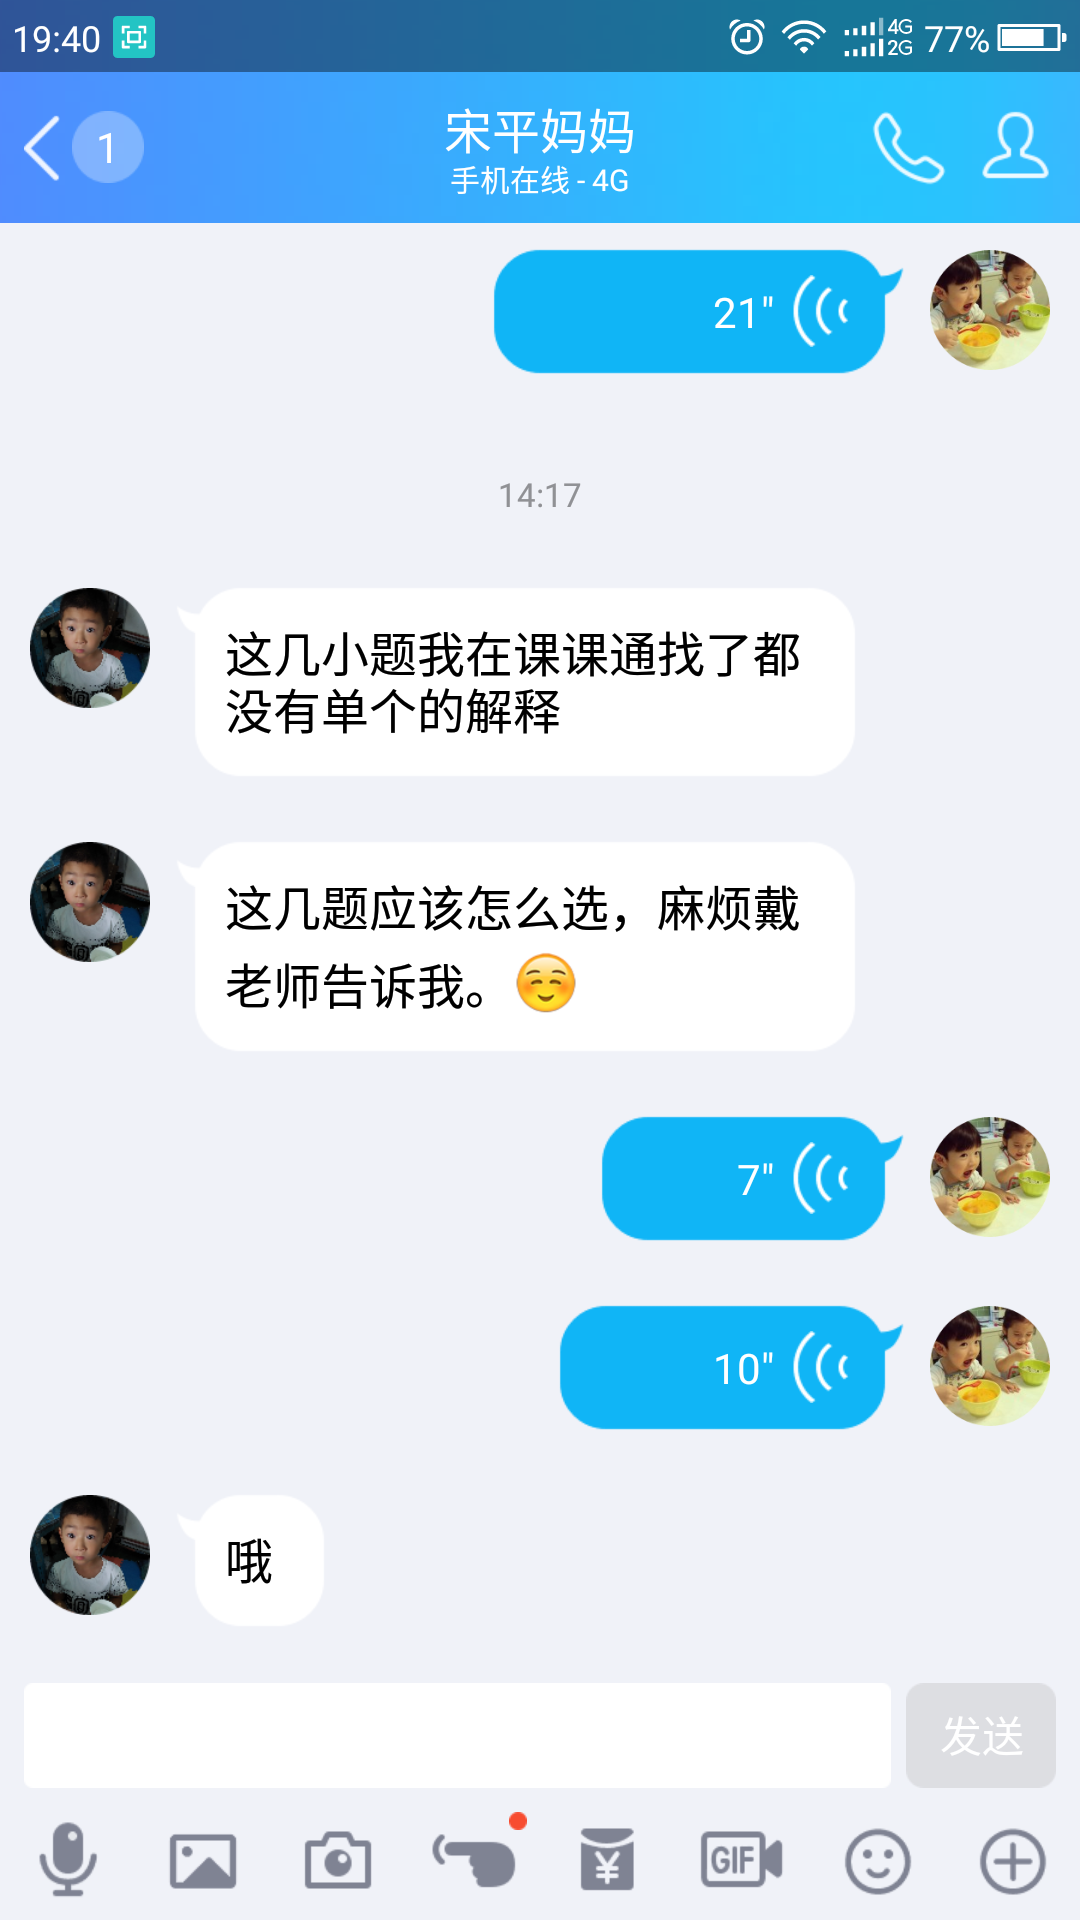 19:40
4G
2G
77%
1
宋平妈妈
手机在线 - 4G
21"
14:17
这几小题我在课课通找了都
没有单个的解释
这几题应该怎么选，麻烦戴
老师告诉我。
7"
10"
哦
发送
GIF